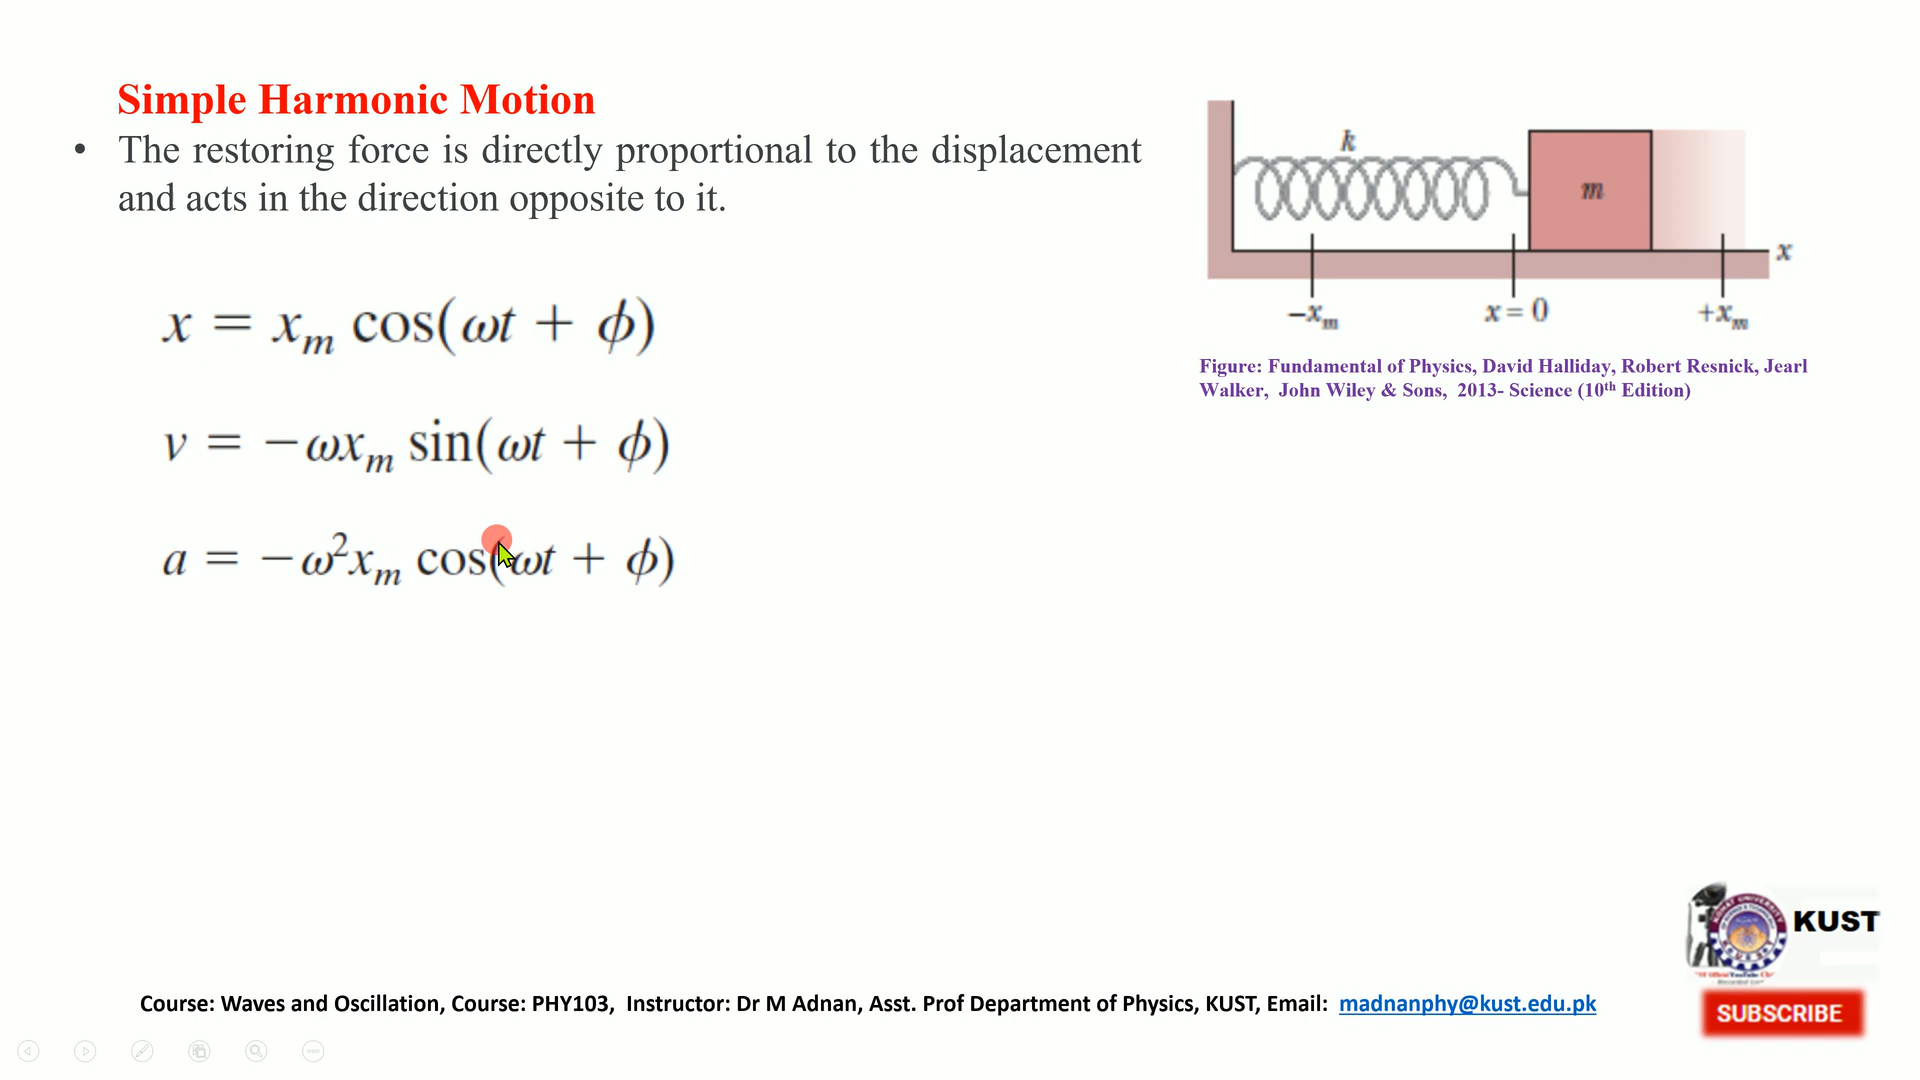 Simple Harmonic Motion
• The restoring force is directly proportional to the displacement
and acts in the direction opposite to it.
x = xₘ cos(ωt + ϕ)
v = −ωxₘ sin(ωt + ϕ)
a = −ω²xₘ cos(ωt + ϕ)
k
m
x
−xₘ x = 0 +xₘ
Figure: Fundamental of Physics, David Halliday, Robert Resnick, Jearl
Walker, John Wiley & Sons, 2013- Science (10th Edition)
KUST
Course: Waves and Oscillation, Course: PHY103, Instructor: Dr M Adnan, Asst. Prof Department of Physics, KUST, Email: madnanphy@kust.edu.pk
SUBSCRIBE